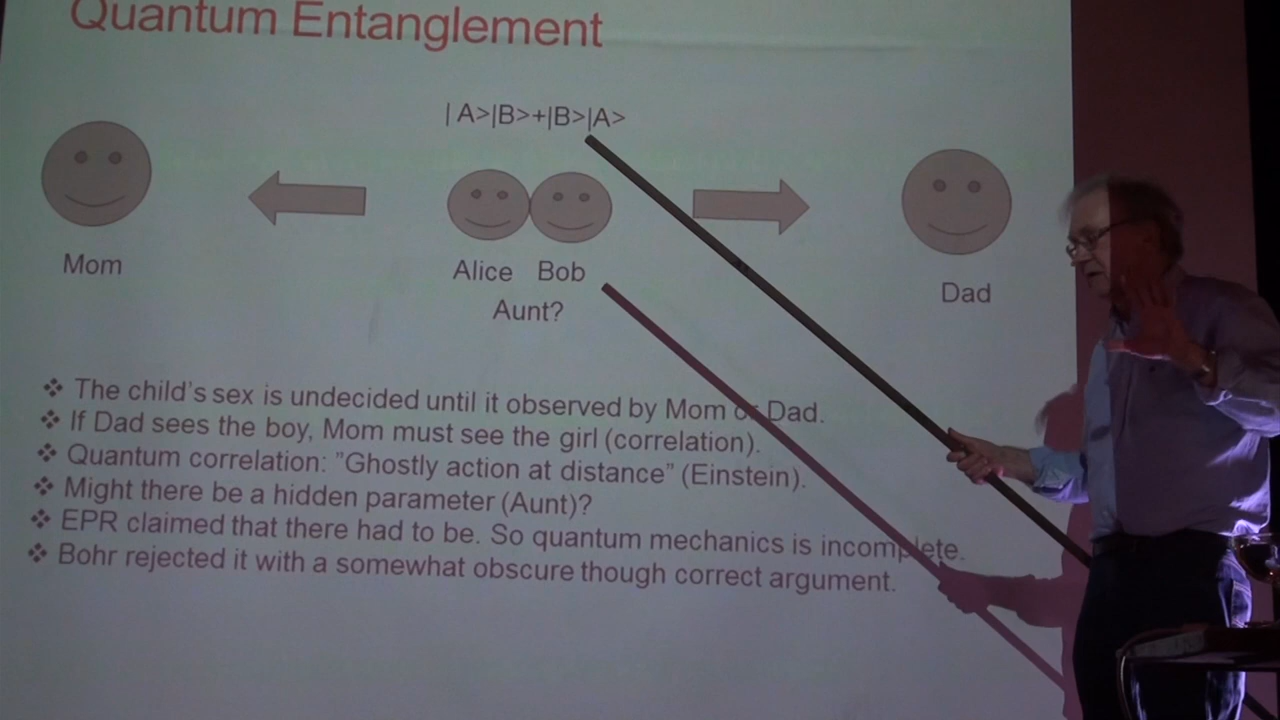 Quantum Entanglement
| A>|B>+|B>|A>
Mom
Alice Bob
Dad
Aunt?
❖ The child's sex is undecided until it observed by Mom or Dad.
❖ If Dad sees the boy, Mom must see the girl (correlation).
❖ Quantum correlation: ”Ghostly action at distance” (Einstein).
❖ Might there be a hidden parameter (Aunt)?
❖ EPR claimed that there had to be. So quantum mechanics is incomplete.
❖ Bohr rejected it with a somewhat obscure though correct argument.